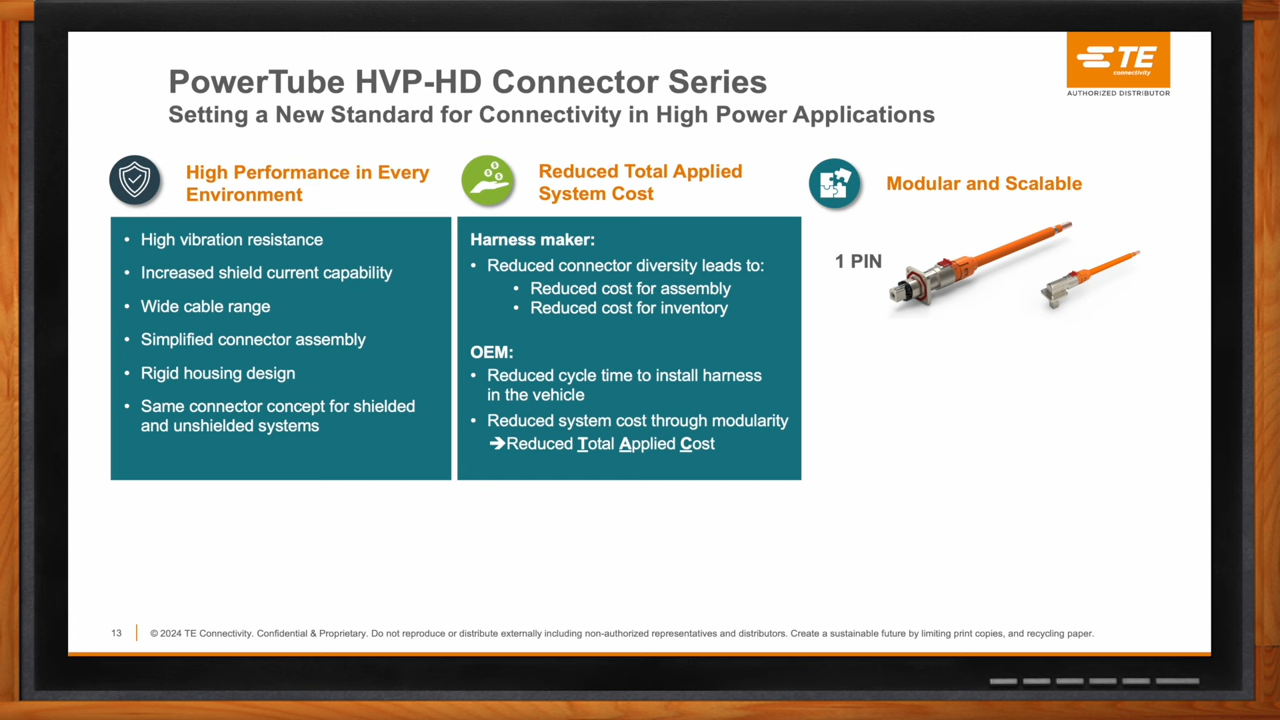 PowerTube HVP-HD Connector Series
Setting a New Standard for Connectivity in High Power Applications
TE
connectivity
AUTHORIZED DISTRIBUTOR
High Performance in Every
Environment
• High vibration resistance
• Increased shield current capability
• Wide cable range
• Simplified connector assembly
• Rigid housing design
• Same connector concept for shielded
and unshielded systems
Reduced Total Applied
System Cost
Harness maker:
• Reduced connector diversity leads to:
• Reduced cost for assembly
• Reduced cost for inventory
OEM:
• Reduced cycle time to install harness
in the vehicle
• Reduced system cost through modularity
➔Reduced Total Applied Cost
Modular and Scalable
1 PIN
13 © 2024 TE Connectivity. Confidential & Proprietary. Do not reproduce or distribute externally including non-authorized representatives and distributors. Create a sustainable future by limiting print copies, and recycling paper.